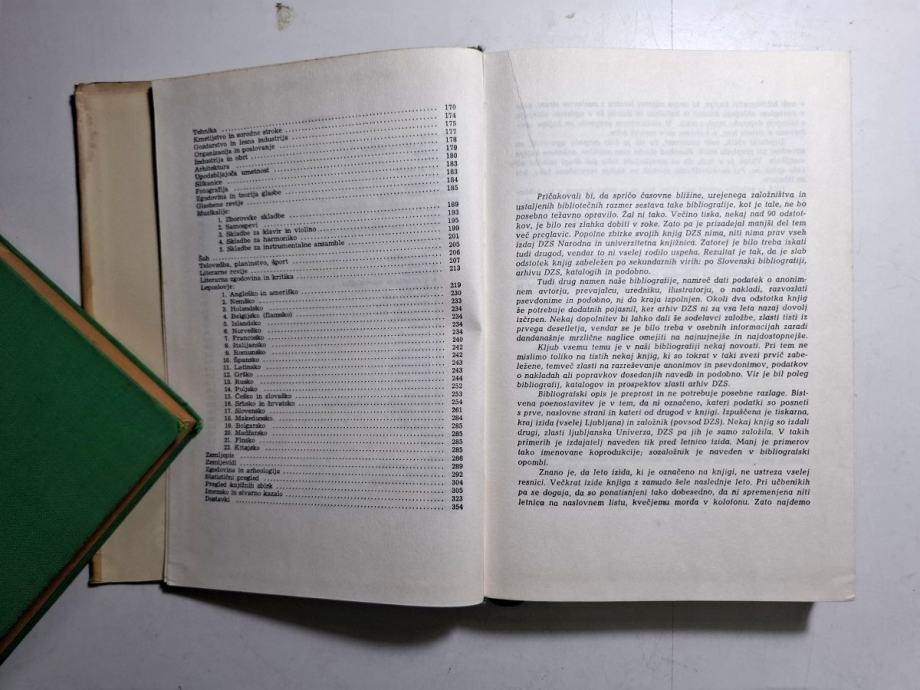 Tehnika 170
Kmetijstvo in sorodne stroke 174
Gozdarstvo in lesna industrija 175
Organizacija in poslovanje 177
Industrija in obrt 178
Arhitektura 179
Upodabljajoča umetnost 180
Slikanice 183
Fotografija 183
Zgodovina in teorija glasbe 184
Glasbene revije 185
Muzikalije:
1. Zborovske skladbe 189
2. Samospevi 193
3. Skladbe za klavir in violino 195
4. Skladbe za harmoniko 199
5. Skladbe za instrumentalne ansamble 201
Šah 205
Telovadba, planinstvo, šport 206
Literarne revije 207
Literarna zgodovina in kritika 213
Leposlovje:
1. Angleško in ameriško 219
2. Nemško 230
3. Holandsko 233
4. Belgijsko (flamsko) 234
5. Islandsko 234
6. Norveško 234
7. Francosko 234
8. Italijansko 240
9. Romunsko 242
10. Špansko 242
11. Latinsko 242
12. Grško 243
13. Rusko 244
14. Poljsko 252
15. Češko in slovaško 253
16. Srbsko in hrvatsko 254
17. Slovensko 261
18. Makedonsko 284
19. Bolgarsko 285
20. Madžarsko 285
21. Finsko 285
22. Kitajsko 285
Zemljepis 286
Zemljevidi 289
Zgodovina in arheologija 292
Statistični pregled 304
Pregled knjižnih zbirk 305
Imensko in stvarno kazalo 323
Dostavki 354
Pričakovali bi, da spričo časovne bližine, urejenega založništva in
ustaljenih bibliotečnih razmer sestava take bibliografije, kot je tale, ne bo
posebno težavno opravilo. Žal ni tako. Večino tiska, nekaj nad 90 odstot-
kov, je bilo res zlahka dobiti v roke. Zato pa je prizadejal manjši del tem
več preglavic. Popolne zbirke svojih knjig DZS nima, niti nima prav vseh
izdaj DZS Narodna in univerzitetna knjižnica. Zatorej je bilo treba iskati
tudi drugod, vendar to ni vselej rodilo uspeha. Rezultat je tak, da je slab
odstotek knjig zabeležen po sekundarnih virih: po Slovenski bibliografiji,
arhivu DZS, katalogih in podobno.
Tudi drug namen naše bibliografije, namreč dati podatek o anonim-
nem avtorju, prevajalcu, uredniku, ilustratorju, o nakladi, razvozlati
psevdonime in podobno, ni do kraja izpolnjen. Okoli dva odstotka knjig
še potrebuje dodatnih pojasnil, ker arhiv DZS ni za vsa leta nazaj dovolj
izčrpen. Nekaj dopolnitev bi lahko dali še sodelavci založbe, zlasti tisti iz
prvega desetletja, vendar se je bilo treba v osebnih informacijah zaradi
dandanašnje mrzlične naglice omejiti na najnujnejše in najdostopnejše.
Kljub vsemu temu je v naši bibliografiji nekaj novosti. Pri tem ne
mislimo toliko na tistih nekaj knjig, ki so tokrat v taki zvezi prvič zabe-
ležene, temveč zlasti na razreševanje anonimov in psevdonimov, podatkov
o nakladah ali popravkov dosedanjih navedb in podobno. Vir je bil poleg
bibliografij, katalogov in prospektov zlasti arhiv DZS.
Bibliografski opis je preprost in ne potrebuje posebne razlage. Bist-
vena poenostavitev je v tem, da ni označeno, kateri podatki so posneti
s prve, naslovne strani in kateri od drugod v knjigi. Izpuščena je tiskarna,
kraj izida (vselej Ljubljana) in založnik (povsod DZS). Nekaj knjig so izdali
drugi, zlasti ljubljanska Univerza, DZS pa jih je samo založila. V takih
primerih je izdajatelj naveden tik pred letnico izida. Manj je primerov
tako imenovane koprodukcije; sozaložnik je naveden v bibliografski
opombi.
Znano je, da leto izida, ki je označeno na knjigi, ne ustreza vselej
resnici. Večkrat izide knjiga z zamudo šele naslednje leto. Pri učbenikih
pa se dogaja, da so ponatisnjeni tako dobesedno, da ni spremenjena niti
letnica na naslovnem listu, kvečjemu morda v kolofonu. Zato najdemo